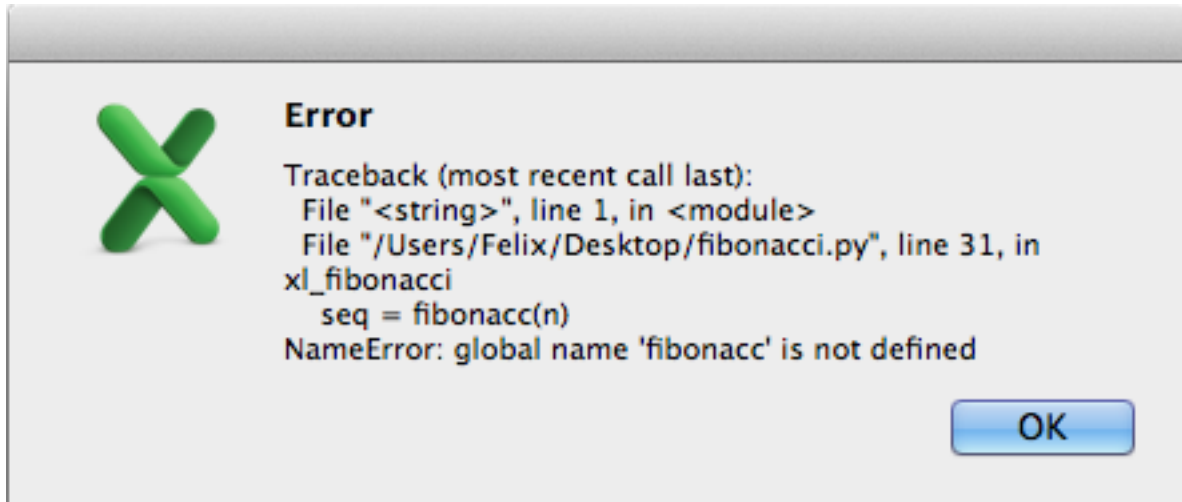 Error
Traceback (most recent call last):
File "<string>", line 1, in <module>
File "/Users/Felix/Desktop/fibonacci.py", line 31, in
xl_fibonacci
seq = fibonacc(n)
NameError: global name 'fibonacc' is not defined
OK